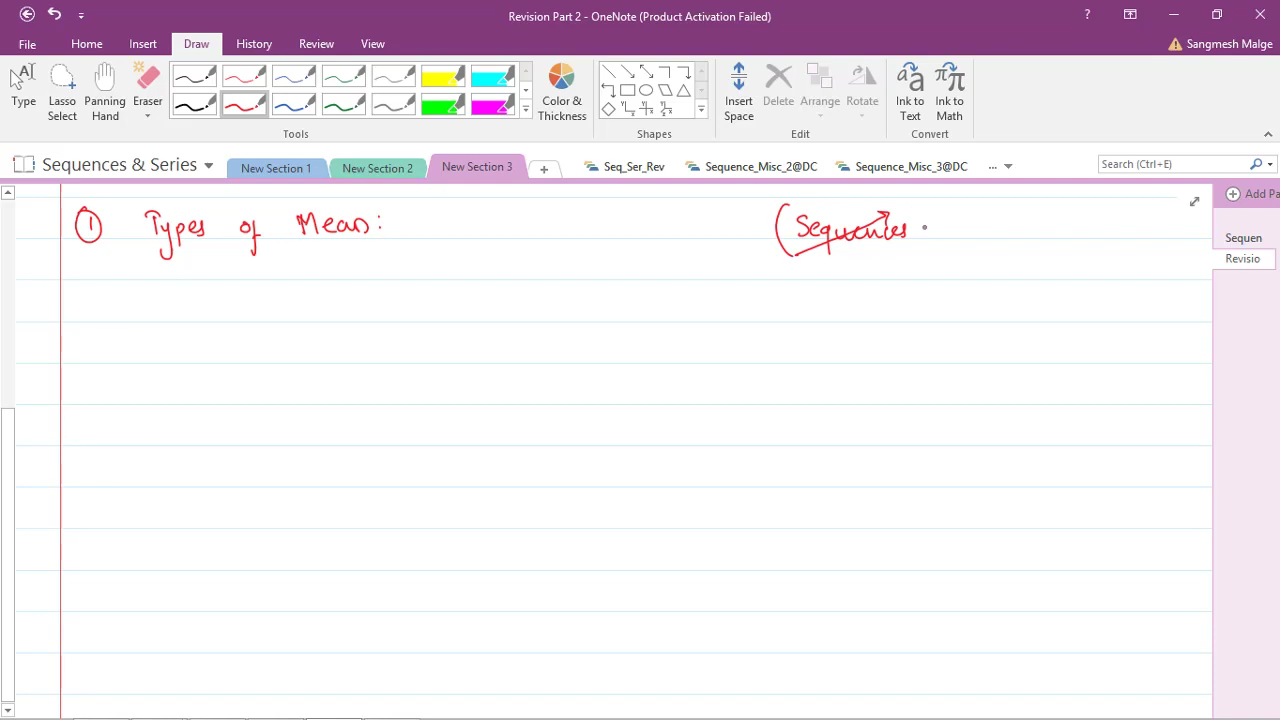 Revision Part 2 - OneNote (Product Activation Failed)
File Home Insert Draw History Review View Sangmesh Malge
Type
Lasso Select
Panning Hand
Eraser
Color & Thickness
Insert Space
Delete
Arrange
Rotate
Ink to Text
Ink to Math
Tools Shapes Edit Convert
Sequences & Series New Section 1 New Section 2 New Section 3 Seq_Ser_Rev Sequence_Misc_2@DC Sequence_Misc_3@DC ... Search (Ctrl+E)
Add Pa
Sequen
Revisio
① Types of Mean: (Sequences